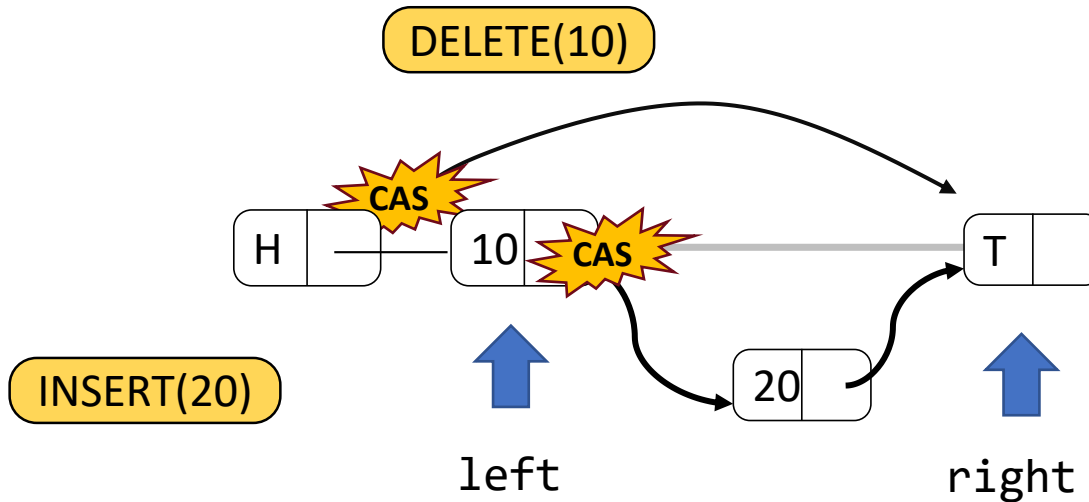 DELETE(10)
CAS
H
10
CAS
T
INSERT(20)
20
left
right